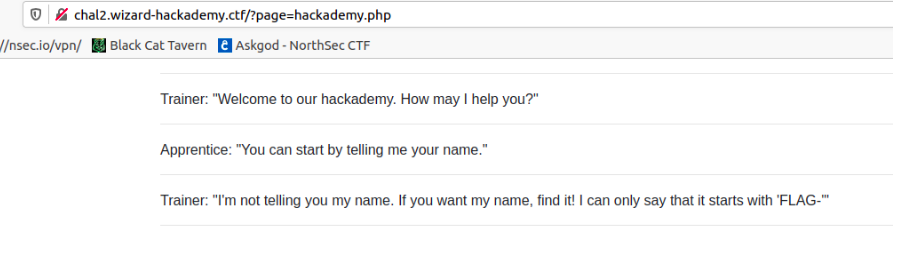 chal2.wizard-hackademy.ctf/?page=hackademy.php
//nsec.io/vpn/ Black Cat Tavern Askgod - NorthSec CTF
Trainer: "Welcome to our hackademy. How may I help you?"
Apprentice: "You can start by telling me your name."
Trainer: "I'm not telling you my name. If you want my name, find it! I can only say that it starts with 'FLAG-'"